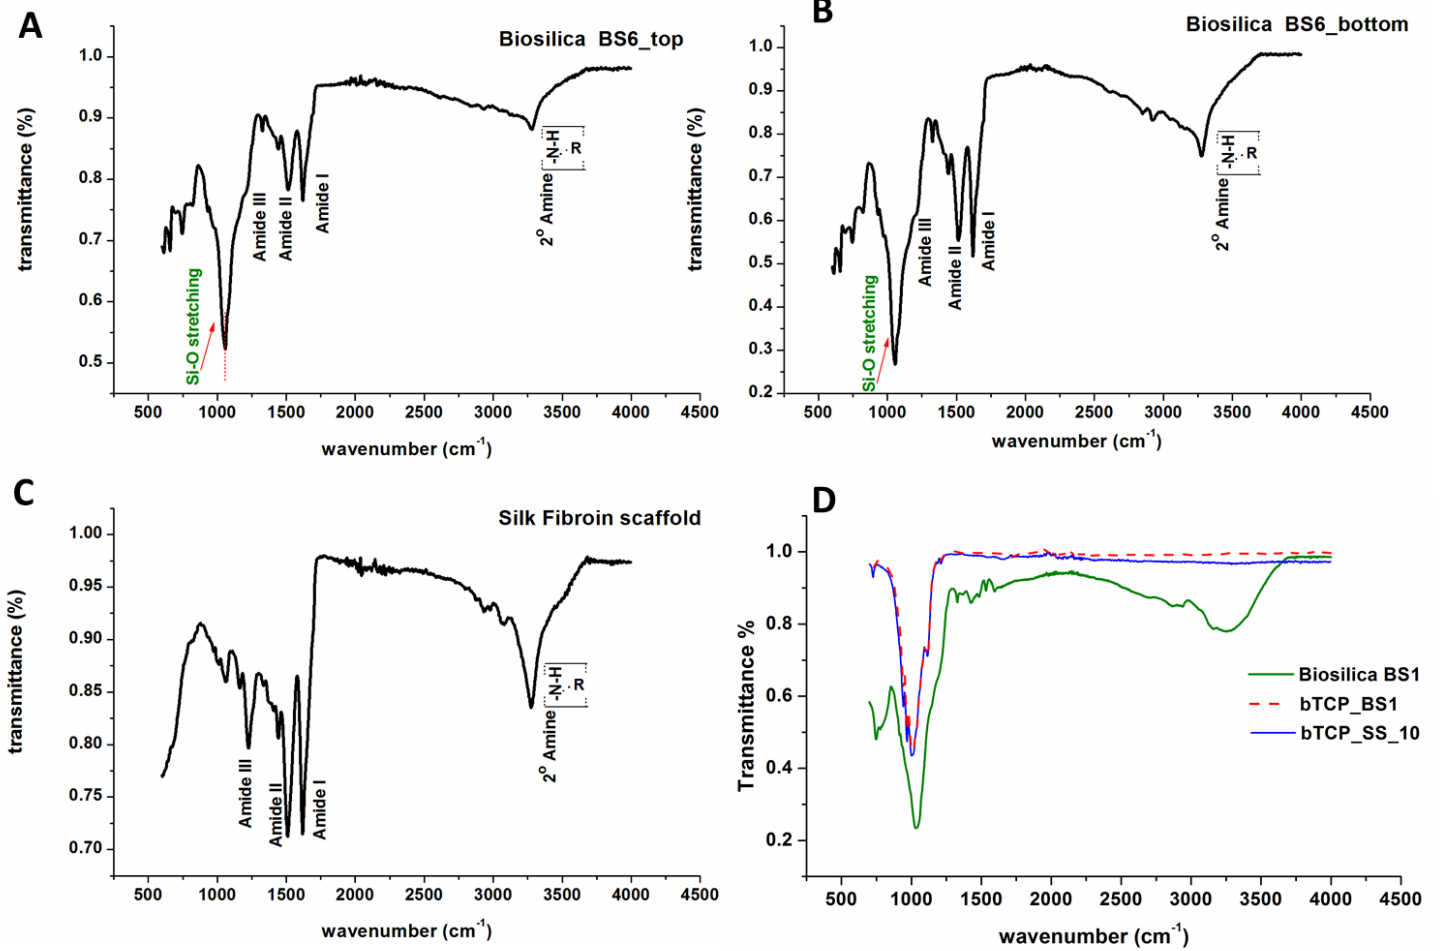 A
Biosilica BS6_top
transmittance (%)
1.0
0.9
0.8
0.7
0.6
0.5
Si-O stretching
Amide III
Amide II
Amide I
2° Amine
-N-H
R
500 1000 1500 2000 2500 3000 3500 4000 4500
wavenumber (cm⁻¹)
B
Biosilica BS6_bottom
transmittance (%)
1.0
0.9
0.8
0.7
0.6
0.5
0.4
0.3
0.2
Si-O stretching
Amide III
Amide II
Amide I
2° Amine
-N-H
R
500 1000 1500 2000 2500 3000 3500 4000 4500
wavenumber (cm⁻¹)
C
Silk Fibroin scaffold
transmittance (%)
1.00
0.95
0.90
0.85
0.80
0.75
0.70
Amide III
Amide II
Amide I
2° Amine
-N-H
R
500 1000 1500 2000 2500 3000 3500 4000 4500
wavenumber (cm⁻¹)
D
Transmittance %
1.0
0.8
0.6
0.4
0.2
Biosilica BS1
bTCP_BS1
bTCP_SS_10
500 1000 1500 2000 2500 3000 3500 4000 4500
wavenumber (cm⁻¹)